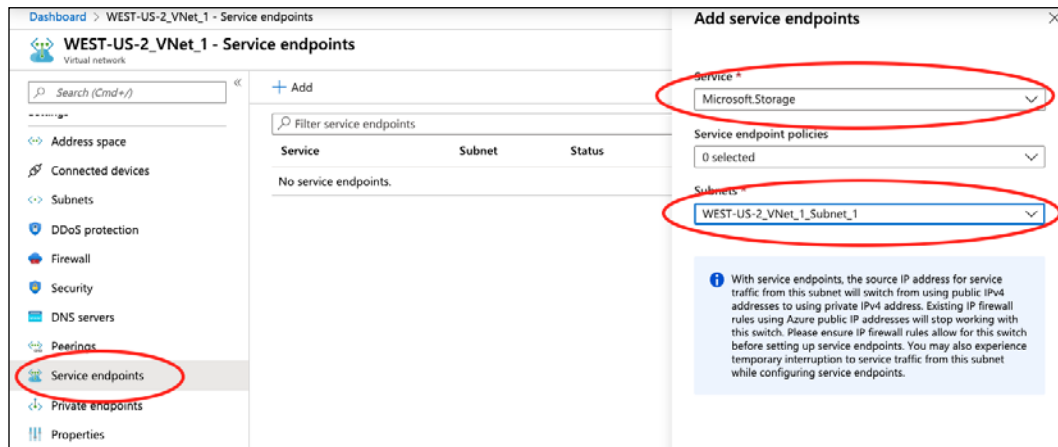 Dashboard > WEST-US-2_VNet_1 - Service endpoints
WEST-US-2_VNet_1 - Service endpoints
Virtual network
Search (Cmd+/)
«
Settings
Address space
Connected devices
Subnets
DDoS protection
Firewall
Security
DNS servers
Peerings
Service endpoints
Private endpoints
Properties
+ Add
Filter service endpoints
Service Subnet Status
No service endpoints.
Add service endpoints
Service *
Microsoft.Storage
Service endpoint policies
0 selected
Subnets *
WEST-US-2_VNet_1_Subnet_1
With service endpoints, the source IP address for service
traffic from this subnet will switch from using public IPv4
addresses to using private IPv4 address. Existing IP firewall
rules using Azure public IP addresses will stop working with
this switch. Please ensure IP firewall rules allow for this switch
before setting up service endpoints. You may also experience
temporary interruption to service traffic from this subnet
while configuring service endpoints.